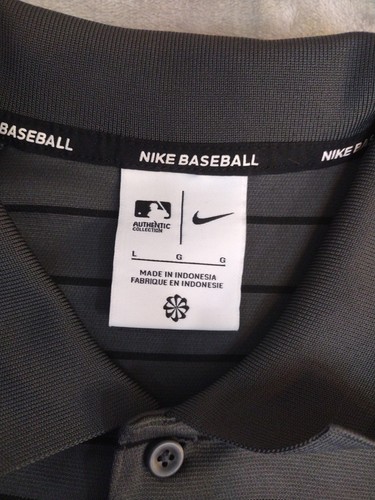 BASEBALL NIKE BASEBALL NIKE BA
AUTHENTIC
COLLECTION
L G G
MADE IN INDONESIA
FABRIQUE EN INDONESIE